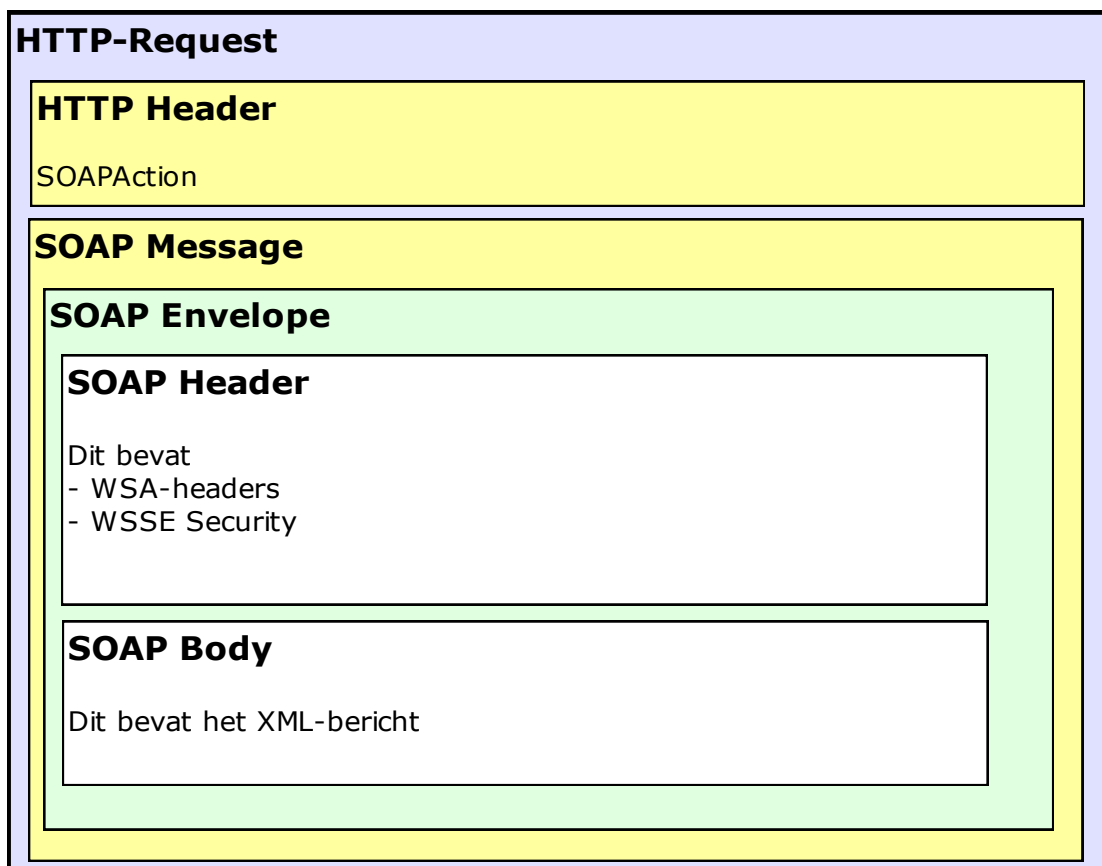 HTTP-Request
HTTP Header
SOAPAction
SOAP Message
SOAP Envelope
SOAP Header
Dit bevat
- WSA-headers
- WSSE Security
SOAP Body
Dit bevat het XML-bericht